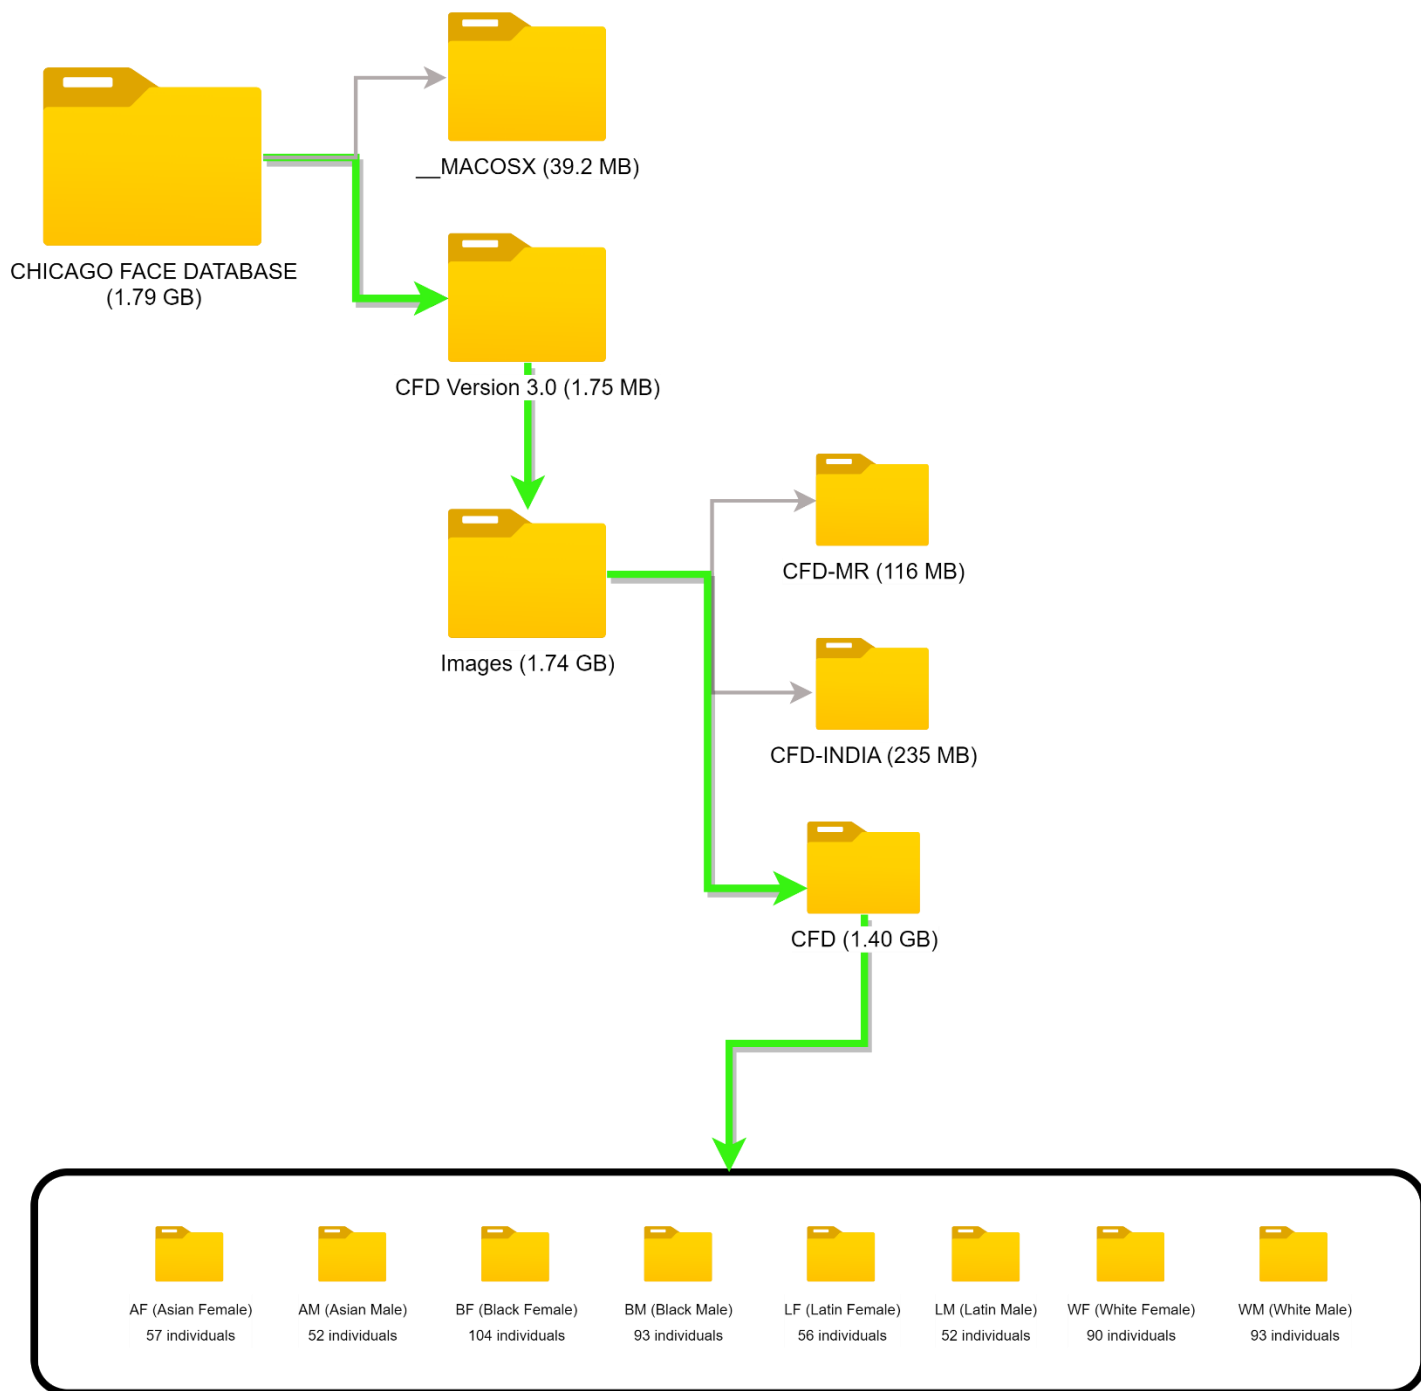 __MACOSX (39.2 MB)
CHICAGO FACE DATABASE
(1.79 GB)
CFD Version 3.0 (1.75 MB)
CFD-MR (116 MB)
Images (1.74 GB)
CFD-INDIA (235 MB)
CFD (1.40 GB)
AF (Asian Female)
57 individuals
AM (Asian Male)
52 individuals
BF (Black Female)
104 individuals
BM (Black Male)
93 individuals
LF (Latin Female)
56 individuals
LM (Latin Male)
52 individuals
WF (White Female)
90 individuals
WM (White Male)
93 individuals